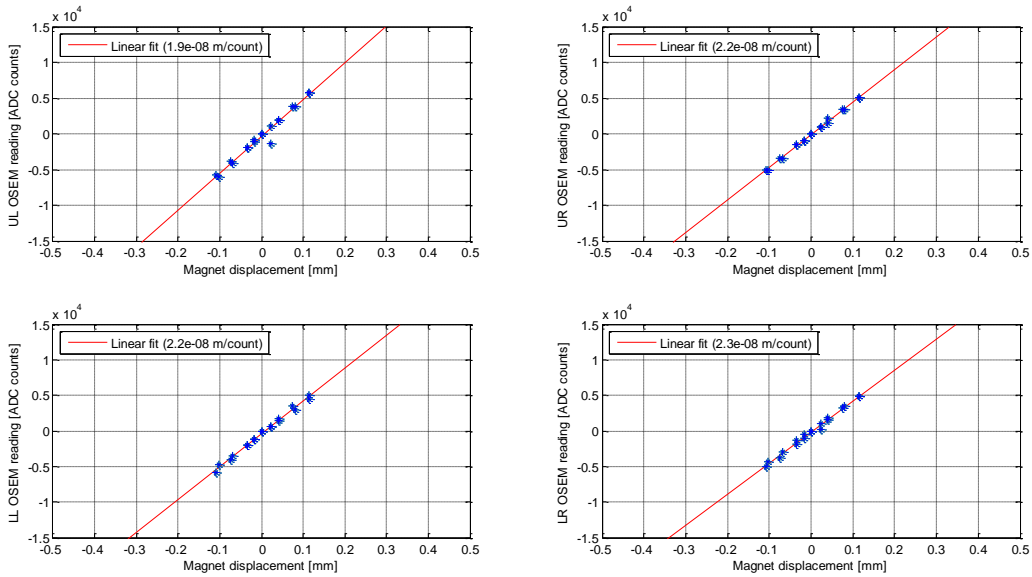 x 10^4
1.5
1
0.5
0
-0.5
-1
-1.5
UL OSEM reading [ADC counts]
Linear fit (1.9e-08 m/count)
-0.5 -0.4 -0.3 -0.2 -0.1 0 0.1 0.2 0.3 0.4 0.5
Magnet displacement [mm]
x 10^4
1.5
1
0.5
0
-0.5
-1
-1.5
UR OSEM reading [ADC counts]
Linear fit (2.2e-08 m/count)
-0.5 -0.4 -0.3 -0.2 -0.1 0 0.1 0.2 0.3 0.4 0.5
Magnet displacement [mm]
x 10^4
1.5
1
0.5
0
-0.5
-1
-1.5
LL OSEM reading [ADC counts]
Linear fit (2.2e-08 m/count)
-0.5 -0.4 -0.3 -0.2 -0.1 0 0.1 0.2 0.3 0.4 0.5
Magnet displacement [mm]
x 10^4
1.5
1
0.5
0
-0.5
-1
-1.5
LR OSEM reading [ADC counts]
Linear fit (2.3e-08 m/count)
-0.5 -0.4 -0.3 -0.2 -0.1 0 0.1 0.2 0.3 0.4 0.5
Magnet displacement [mm]